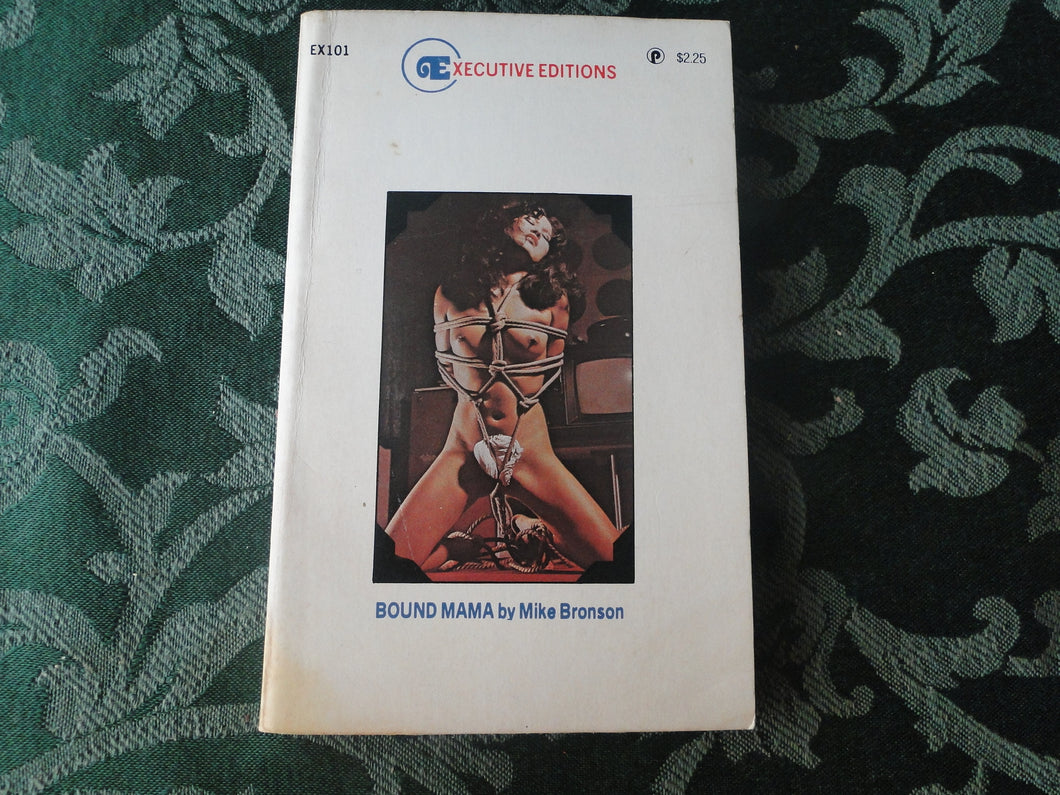 EX101
EXECUTIVE EDITIONS
P $2.25
BOUND MAMA by Mike Bronson